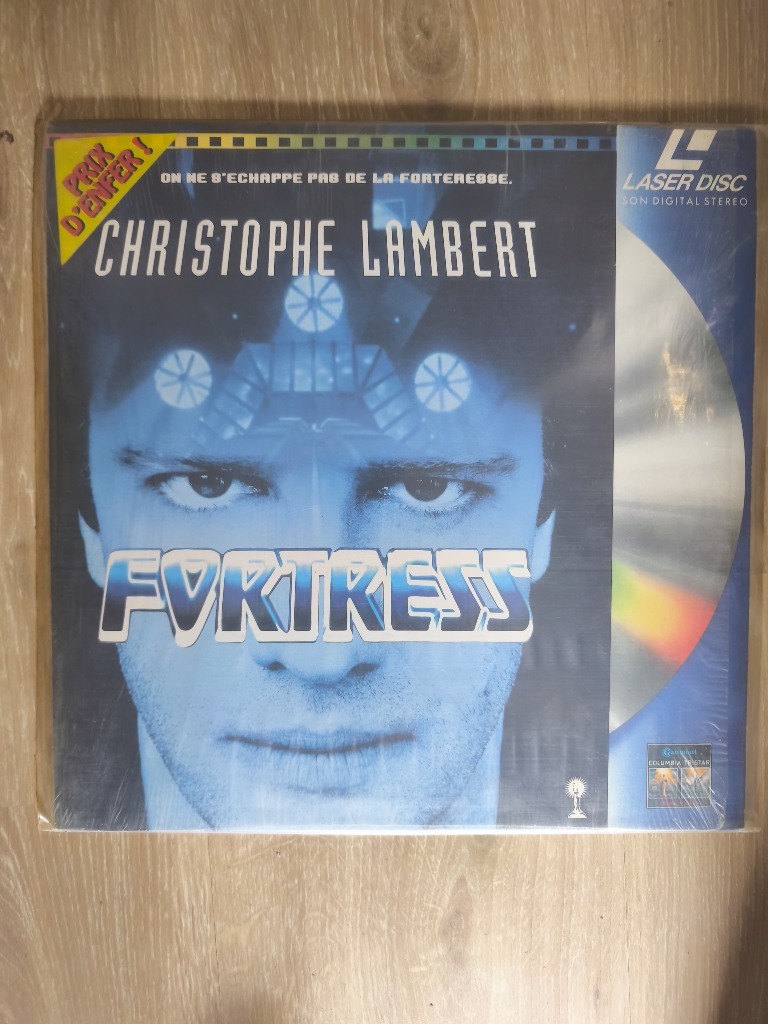 PRIX
D'ENFER !
ON NE S'ECHAPPE PAS DE LA FORTERESSE.
CHRISTOPHE LAMBERT
LASER DISC
SON DIGITAL STEREO
FORTRESS
Gaumont
COLUMBIA TRISTAR